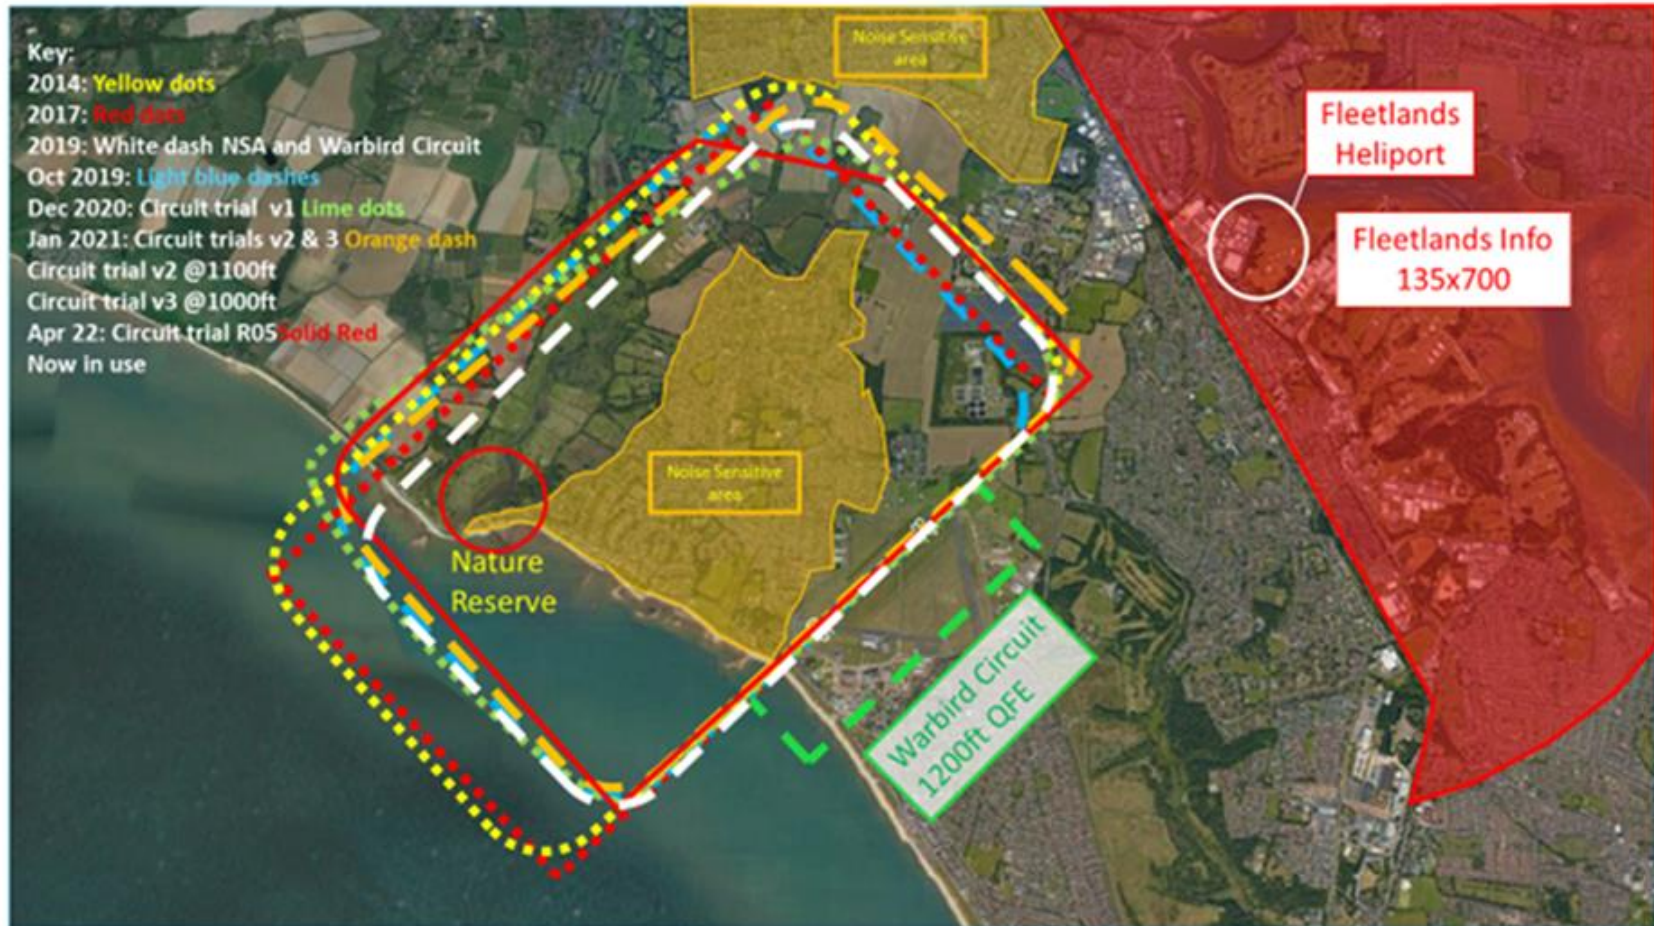 Key:
2014: Yellow dots
2017: Red dots
2019: White dash NSA and Warbird Circuit
Oct 2019: Light blue dashes
Dec 2020: Circuit trial v1 Lime dots
Jan 2021: Circuit trials v2 & 3 Orange dash
Circuit trial v2 @1100ft
Circuit trial v3 @1000ft
Apr 22: Circuit trial R05 Solid Red
Now in use
Noise Sensitive
area
Fleetlands
Heliport
Fleetlands Info
135x700
Noise Sensitive
area
Nature
Reserve
Warbird Circuit
1200ft QFE